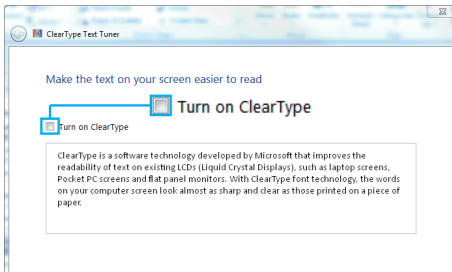 ClearType Text Tuner
Make the text on your screen easier to read
Turn on ClearType
Turn on ClearType
ClearType is a software technology developed by Microsoft that improves the
readability of text on existing LCDs (Liquid Crystal Displays), such as laptop screens,
Pocket PC screens and flat panel monitors. With ClearType font technology, the words
on your computer screen look almost as sharp and clear as those printed on a piece of
paper.